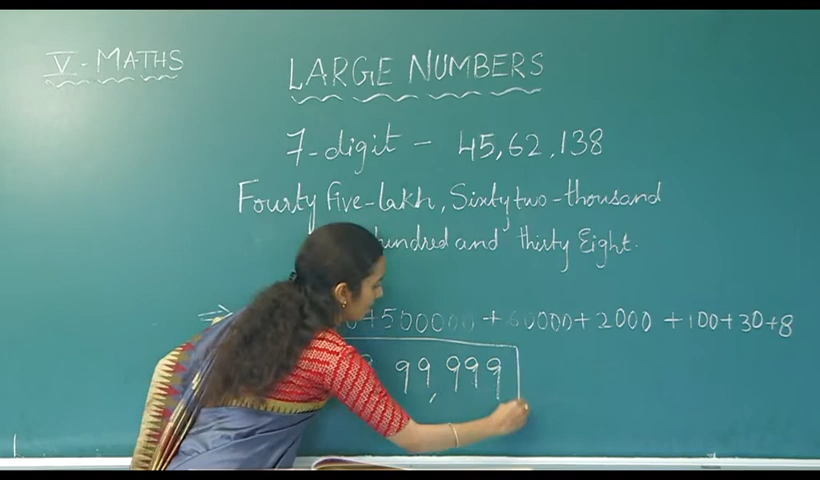 V - MATHS
LARGE NUMBERS
7-digit - 45,62,138
Fourty five-lakh, Sixty two-thousand
hundred and thirty Eight.
+500000 + 60000+ 2000 +100+30+8
99,999